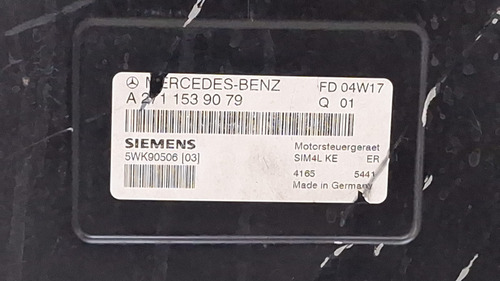 MERCEDES-BENZ FD 04W17
A 271 153 90 79 Q 01
SIEMENS Motorsteuergeraet
5WK90506 [03] SIM4L KE ER
4165 5441
Made in Germany